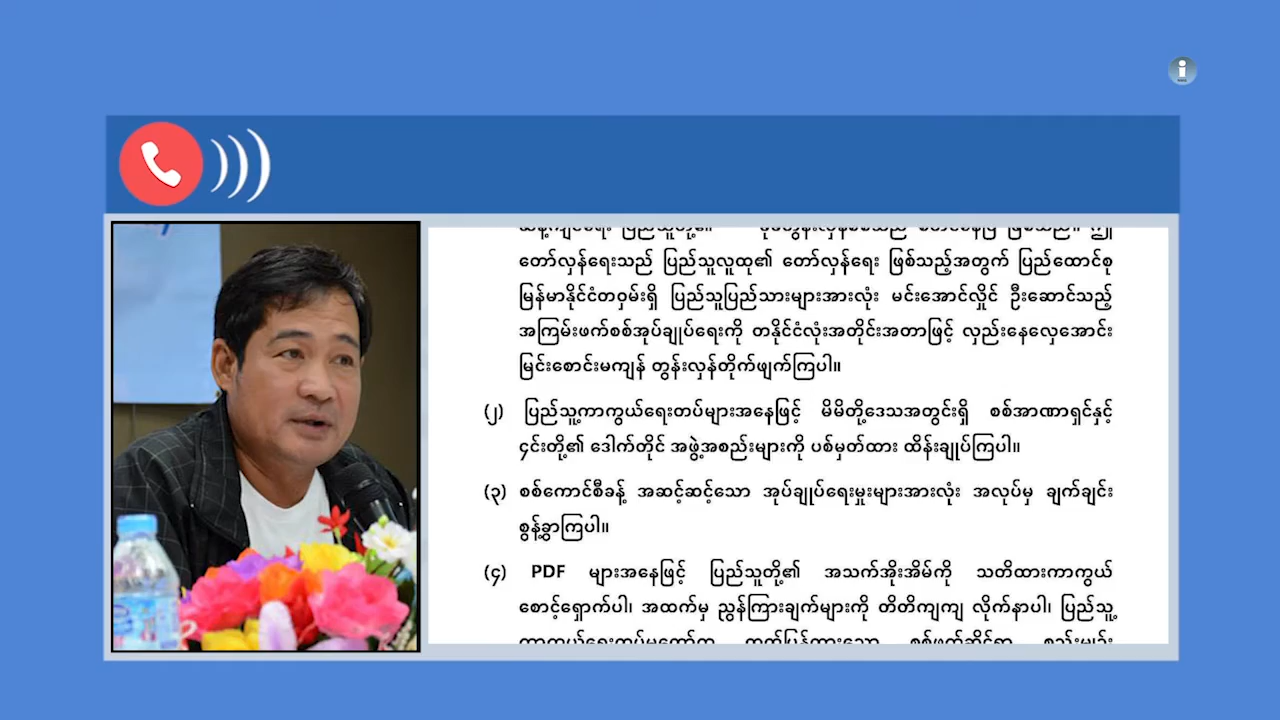 တော်လှန်ရေးသည် ပြည်သူလူထု၏ တော်လှန်ရေး ဖြစ်သည့်အတွက် ပြည်ထောင်စု
မြန်မာနိုင်ငံတဝှမ်းရှိ ပြည်သူပြည်သားများအားလုံး မင်းအောင်လှိုင် ဦးဆောင်သည့်
အကြမ်းဖက်စစ်အုပ်ချုပ်ရေးကို တနိုင်ငံလုံးအတိုင်းအတာဖြင့် လှည်းနေလှေအောင်း
မြင်းဇောင်းမကျန် တွန်းလှန်တိုက်ဖျက်ကြပါ။
(၂) ပြည်သူ့ကာကွယ်ရေးတပ်များအနေဖြင့် မိမိတို့ဒေသအတွင်းရှိ စစ်အာဏာရှင်နှင့်
၄င်းတို့၏ ဒေါက်တိုင် အဖွဲ့အစည်းများကို ပစ်မှတ်ထား ထိန်းချုပ်ကြပါ။
(၃) စစ်ကောင်စီခန့် အဆင့်ဆင့်သော အုပ်ချုပ်ရေးမှူးများအားလုံး အလုပ်မှ ချက်ချင်း
စွန့်ခွာကြပါ။
(၄) PDF များအနေဖြင့် ပြည်သူတို့၏ အသက်အိုးအိမ်ကို သတိထားကာကွယ်
စောင့်ရှောက်ပါ၊ အထက်မှ ညွှန်ကြားချက်များကို တိတိကျကျ လိုက်နာပါ၊ ပြည်သူ့